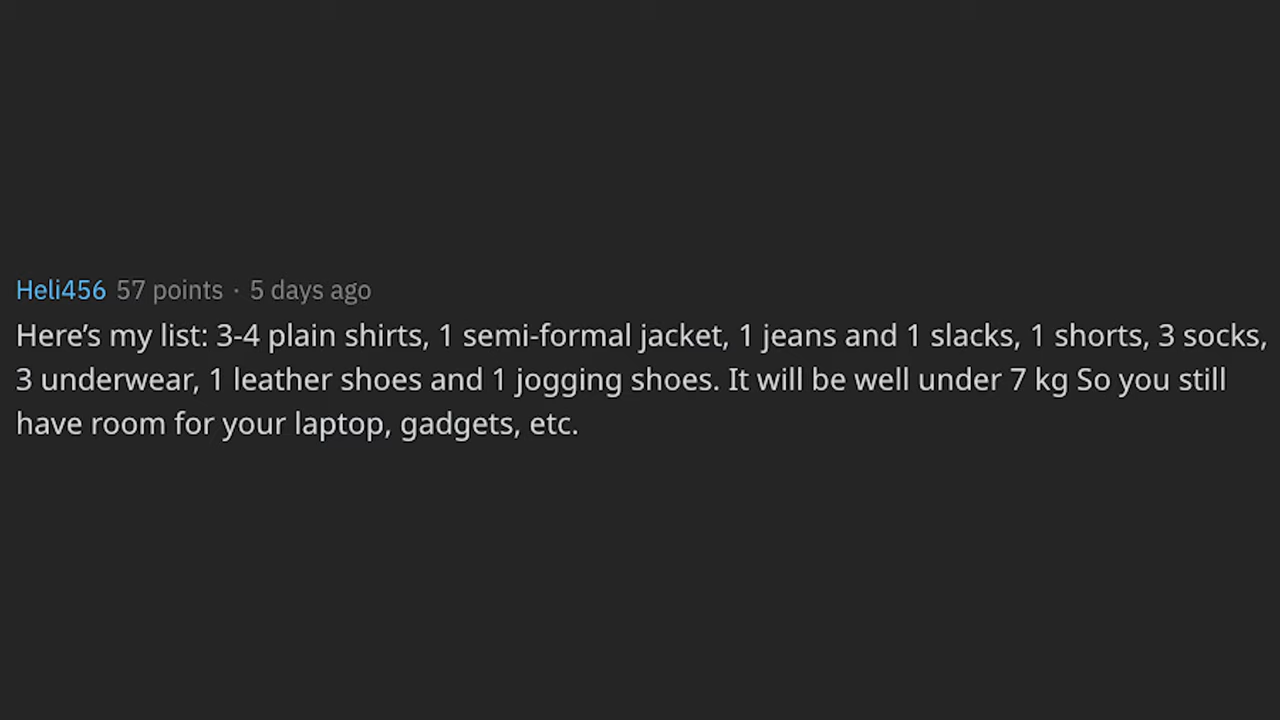 Heli456 57 points · 5 days ago
Here’s my list: 3-4 plain shirts, 1 semi-formal jacket, 1 jeans and 1 slacks, 1 shorts, 3 socks,
3 underwear, 1 leather shoes and 1 jogging shoes. It will be well under 7 kg So you still
have room for your laptop, gadgets, etc.